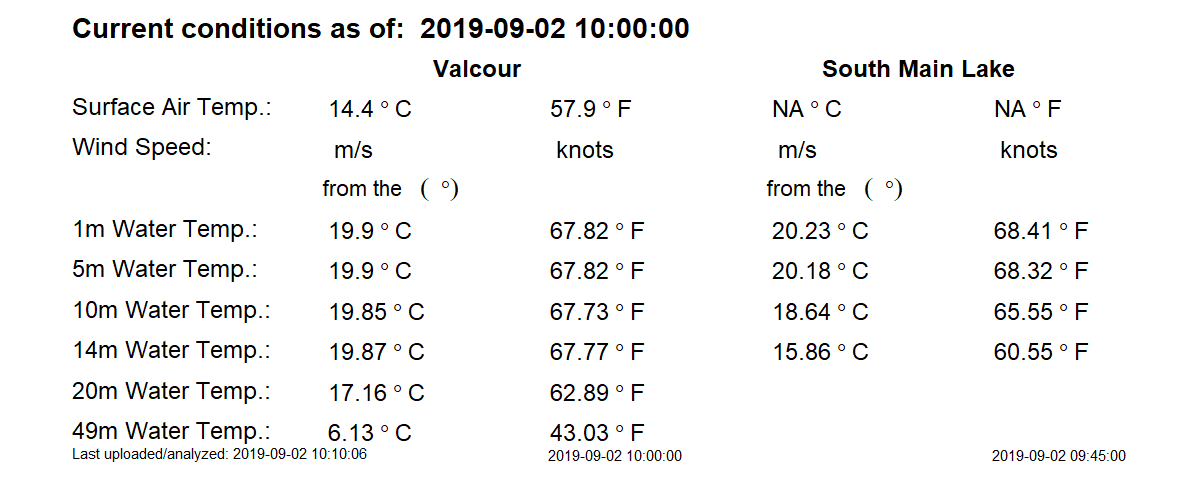 Current conditions as of: 2019-09-02 10:00:00
Valcour South Main Lake
Surface Air Temp.: 14.4 ° C 57.9 ° F NA ° C NA ° F
Wind Speed: m/s knots m/s knots
from the ( °) from the ( °)
1m Water Temp.: 19.9 ° C 67.82 ° F 20.23 ° C 68.41 ° F
5m Water Temp.: 19.9 ° C 67.82 ° F 20.18 ° C 68.32 ° F
10m Water Temp.: 19.85 ° C 67.73 ° F 18.64 ° C 65.55 ° F
14m Water Temp.: 19.87 ° C 67.77 ° F 15.86 ° C 60.55 ° F
20m Water Temp.: 17.16 ° C 62.89 ° F
49m Water Temp.: 6.13 ° C 43.03 ° F
Last uploaded/analyzed: 2019-09-02 10:10:06 2019-09-02 10:00:00 2019-09-02 09:45:00